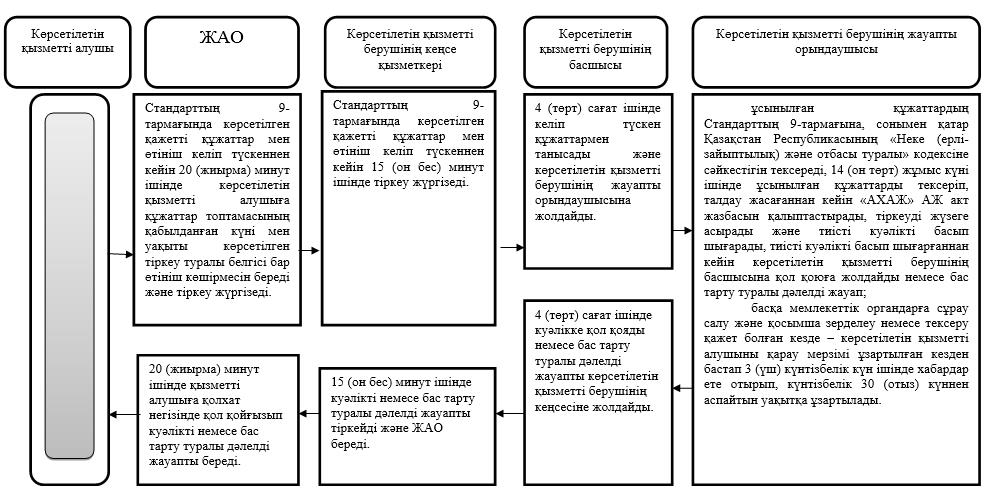 Көрсетілетін
қызметті алушы
ЖАО
Көрсетілетін қызметті
берушінің кеңсе
қызметкері
Көрсетілетін
қызметті берушінің
басшысы
Көрсетілетін қызметті берушінің жауапты
орындаушысы
Стандарттың 9-
тармағында көрсетілген
қажетті құжаттар мен
өтініш келіп түскеннен
кейін 20 (жиырма) минут
ішінде көрсетілетін
қызметті алушыға
құжаттар топтамасының
қабылданған күні мен
уақыты көрсетілген
тіркеу туралы белгісі бар
өтініш көшірмесін береді
және тіркеу жүргізеді.
Стандарттың 9-
тармағында көрсетілген
қажетті құжаттар мен
өтініш келіп түскеннен
кейін 15 (он бес) минут
ішінде тіркеу жүргізеді.
4 (төрт) сағат ішінде
келіп түскен
құжаттармен
танысады және
көрсетілетін қызметті
берушінің жауапты
орындаушысына
жолдайды.
ұсынылған құжаттардың
Стандарттың 9-тармағына, сонымен қатар
Қазақстан Республикасының «Неке (ерлі-
зайыптылық) және отбасы туралы» кодексіне
сәйкестігін тексереді, 14 (он төрт) жұмыс күні
ішінде ұсынылған құжаттарды тексеріп,
талдау жасағаннан кейін «АХАЖ» АЖ акт
жазбасын қалыптастырады, тіркеуді жүзеге
асырады және тиісті куәлікті басып
шығарады, тиісті куәлікті басып шығарғаннан
кейін көрсетілетін қызметті берушінің
басшысына қол қоюға жолдайды немесе бас
тарту туралы дәлелді жауап;
басқа мемлекеттік органдарға сұрау
салу және қосымша зерделеу немесе тексеру
қажет болған кезде – көрсетілетін қызметті
алушыны қарау мерзімі ұзартылған кезден
бастап 3 (үш) күнтізбелік күн ішінде хабардар
ете отырып, күнтізбелік 30 (отыз) күннен
аспайтын уақытқа ұзартылады.
4 (төрт) сағат ішінде
куәлікке қол қояды
немесе бас тарту
туралы дәлелді
жауапты көрсетілетін
қызметті берушінің
кеңсесіне жолдайды.
15 (он бес) минут ішінде
куәлікті немесе бас тарту
туралы дәлелді жауапты
тіркейді және ЖАО
береді.
20 (жиырма) минут
ішінде қызметті
алушыға қолхат
негізінде қол қойғызып
куәлікті немесе бас
тарту туралы дәлелді
жауапты береді.